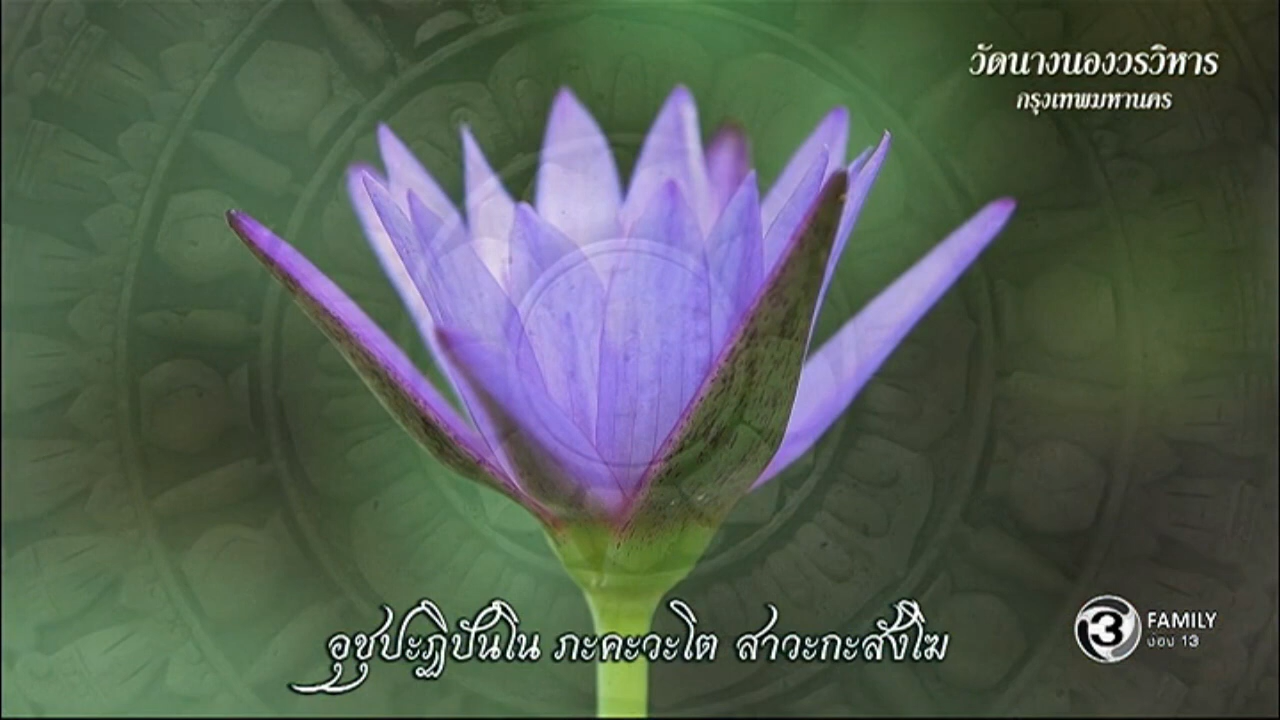 วัดนางนองวรวิหาร
กรุงเทพมหานคร
อุชุปะฏิปันโน ภะคะวะโต สาวะกะสังโฆ
3 FAMILY
ช่อง 13